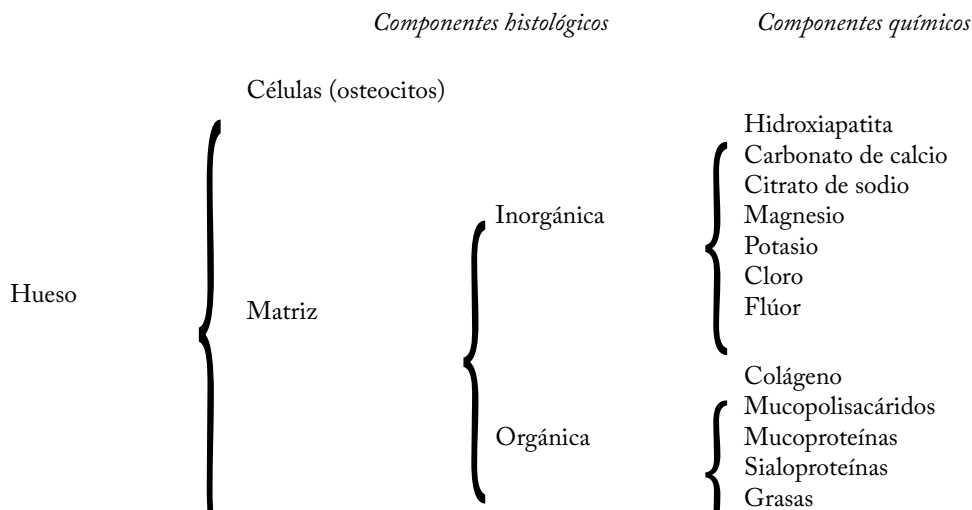 Componentes histológicos
Componentes químicos
Células (osteocitos)
Hidroxiapatita
Carbonato de calcio
Citrato de sodio
Inorgánica
Magnesio
Potasio
Cloro
Hueso
Flúor
Matriz
Colágeno
Mucopolisacáridos
Orgánica
Mucoproteínas
Sialoproteínas
Grasas